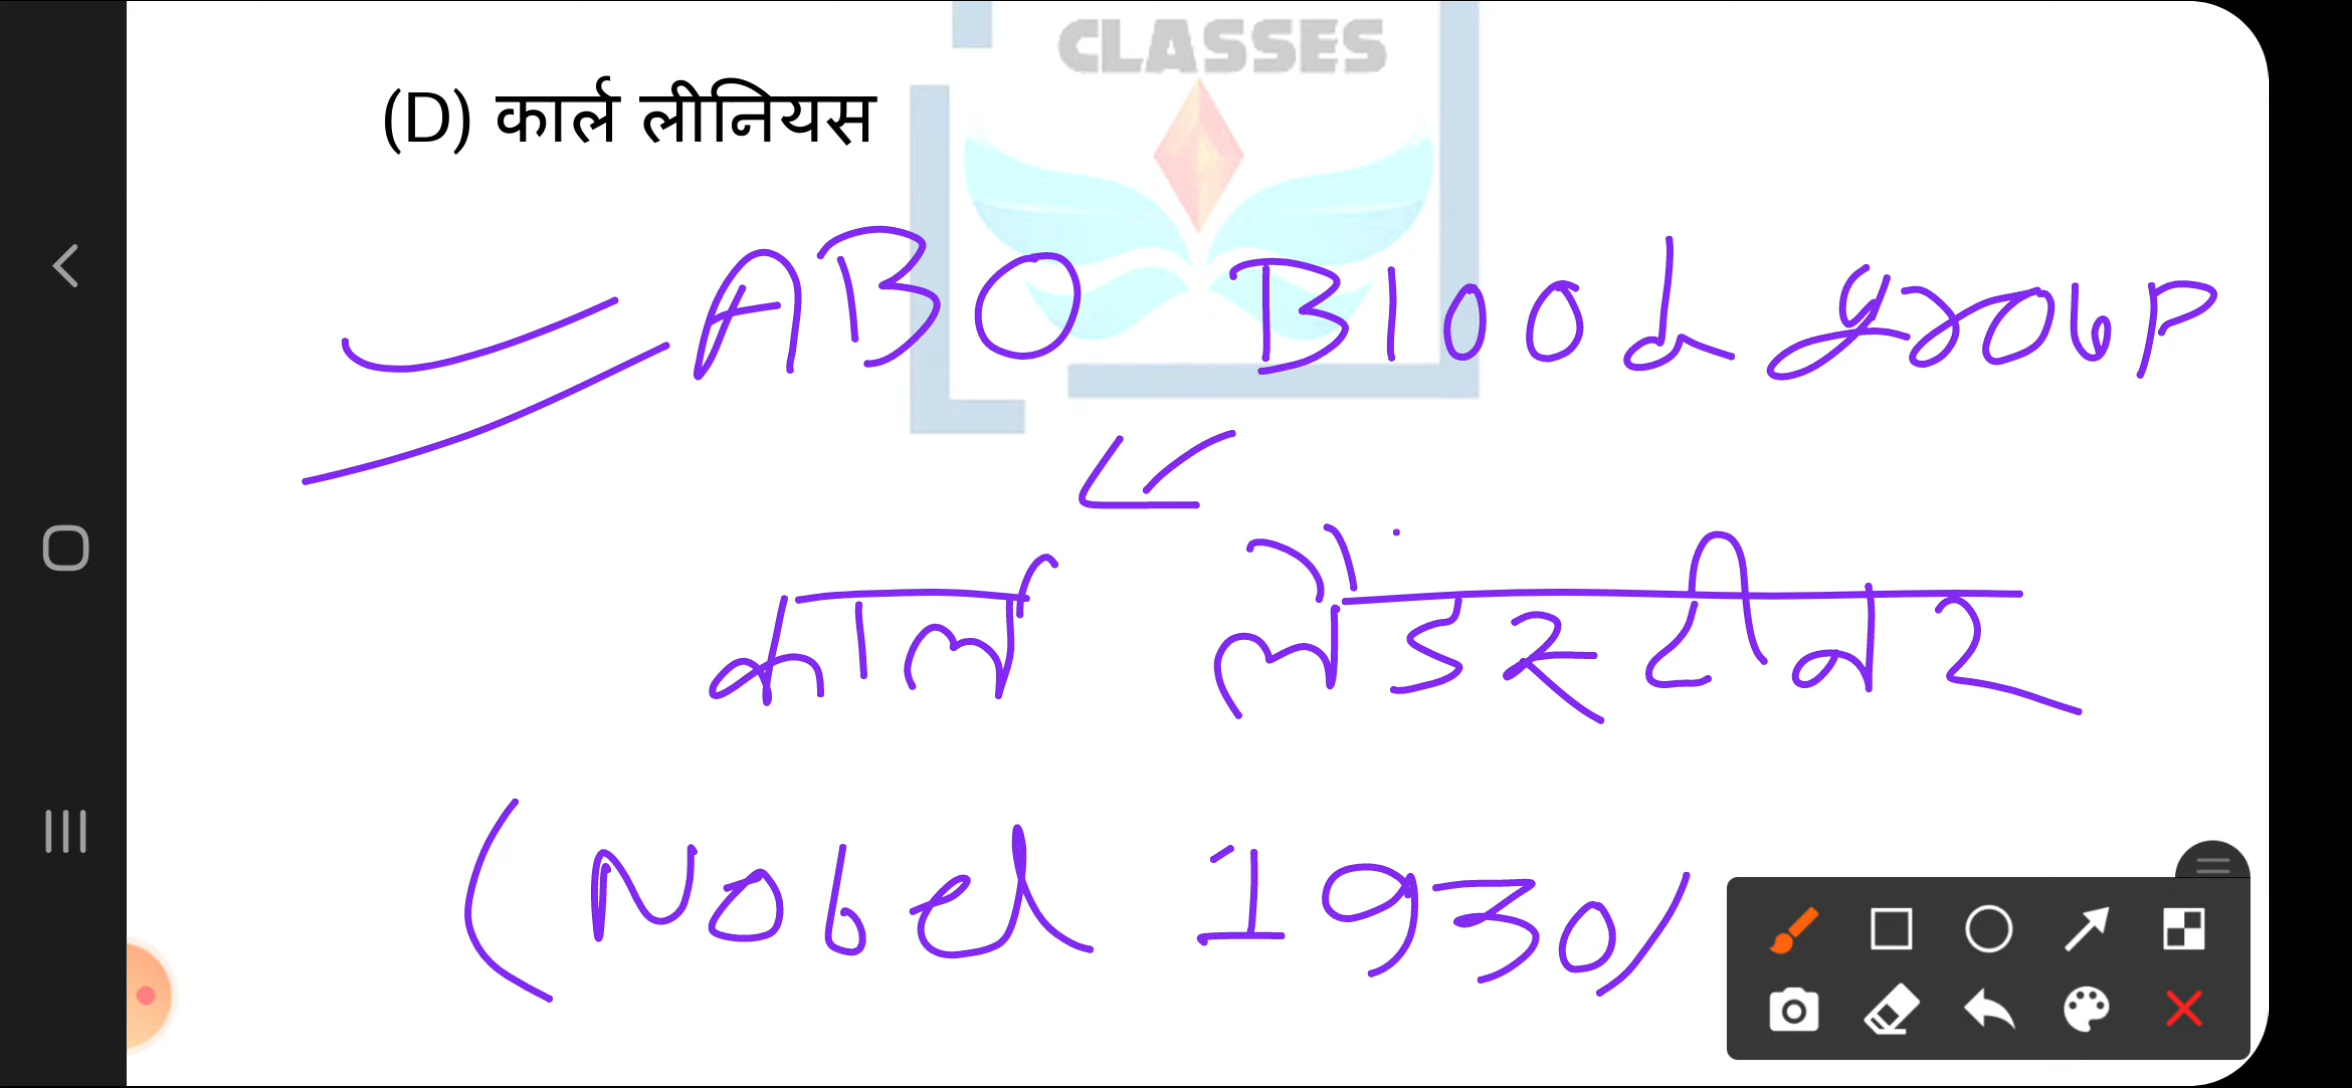 CLASSES
(D) कार्ल लीनियस
ABO Blood group
कार्ल लैंडस्टीनर
(Nobel 1930)